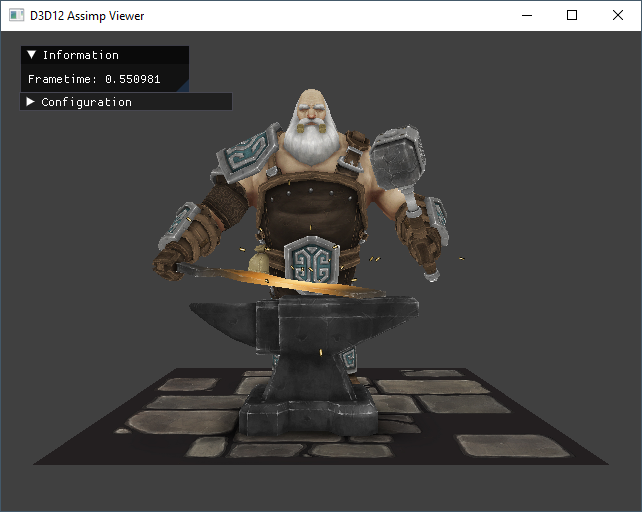 D3D12 Assimp Viewer
Information
Frametime: 0.550981
Configuration